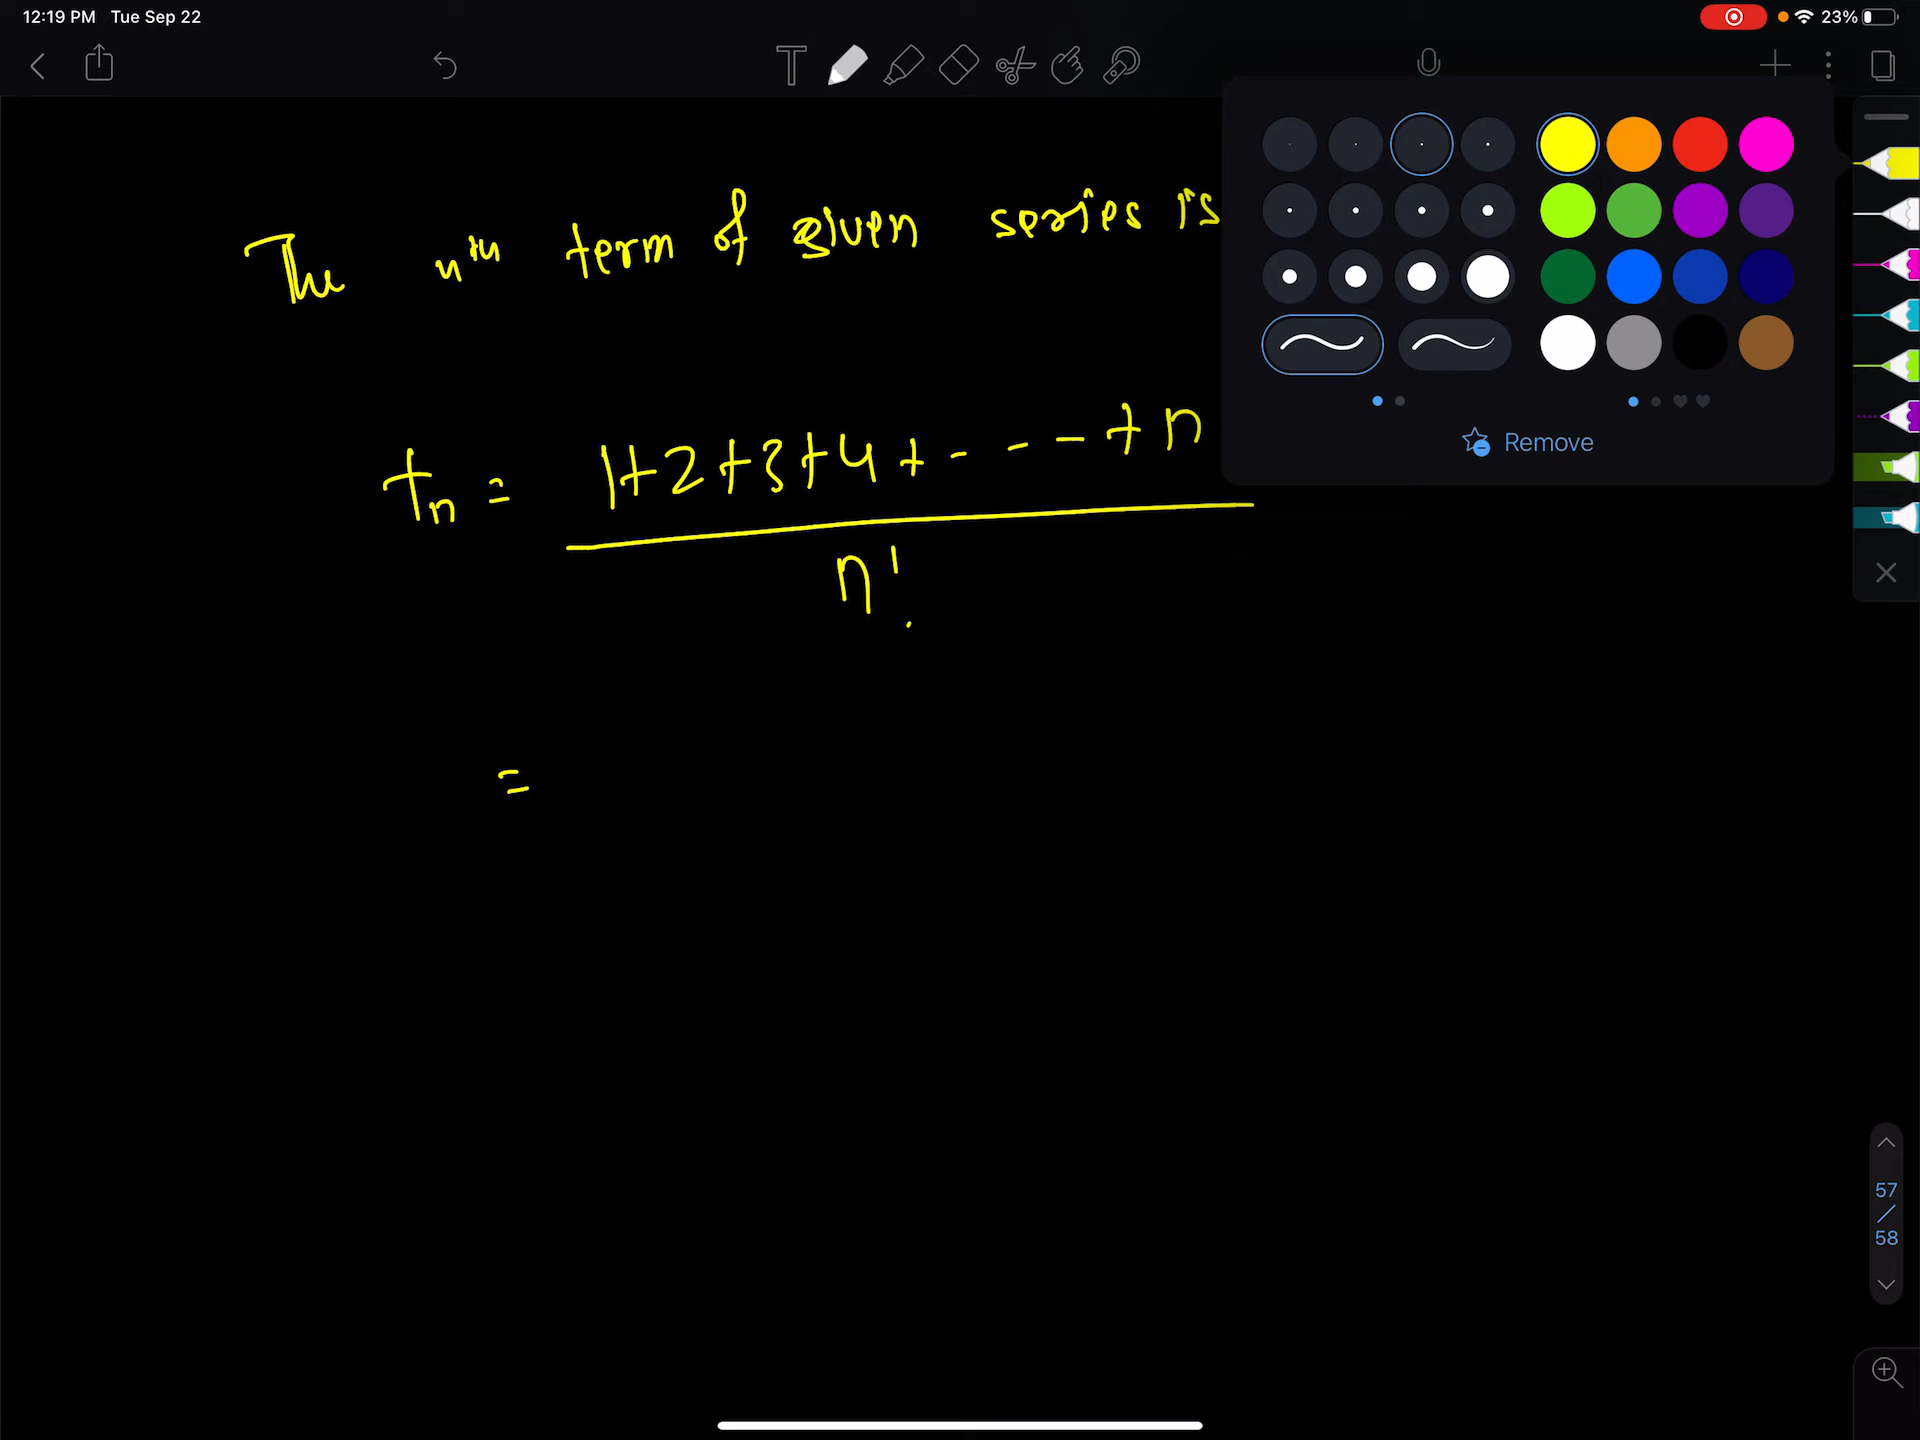 12:19 PM Tue Sep 22
23%
The nth term of given series is
Remove
tn = 1+2+3+4+ - - - +n
n!
=
57
/
58